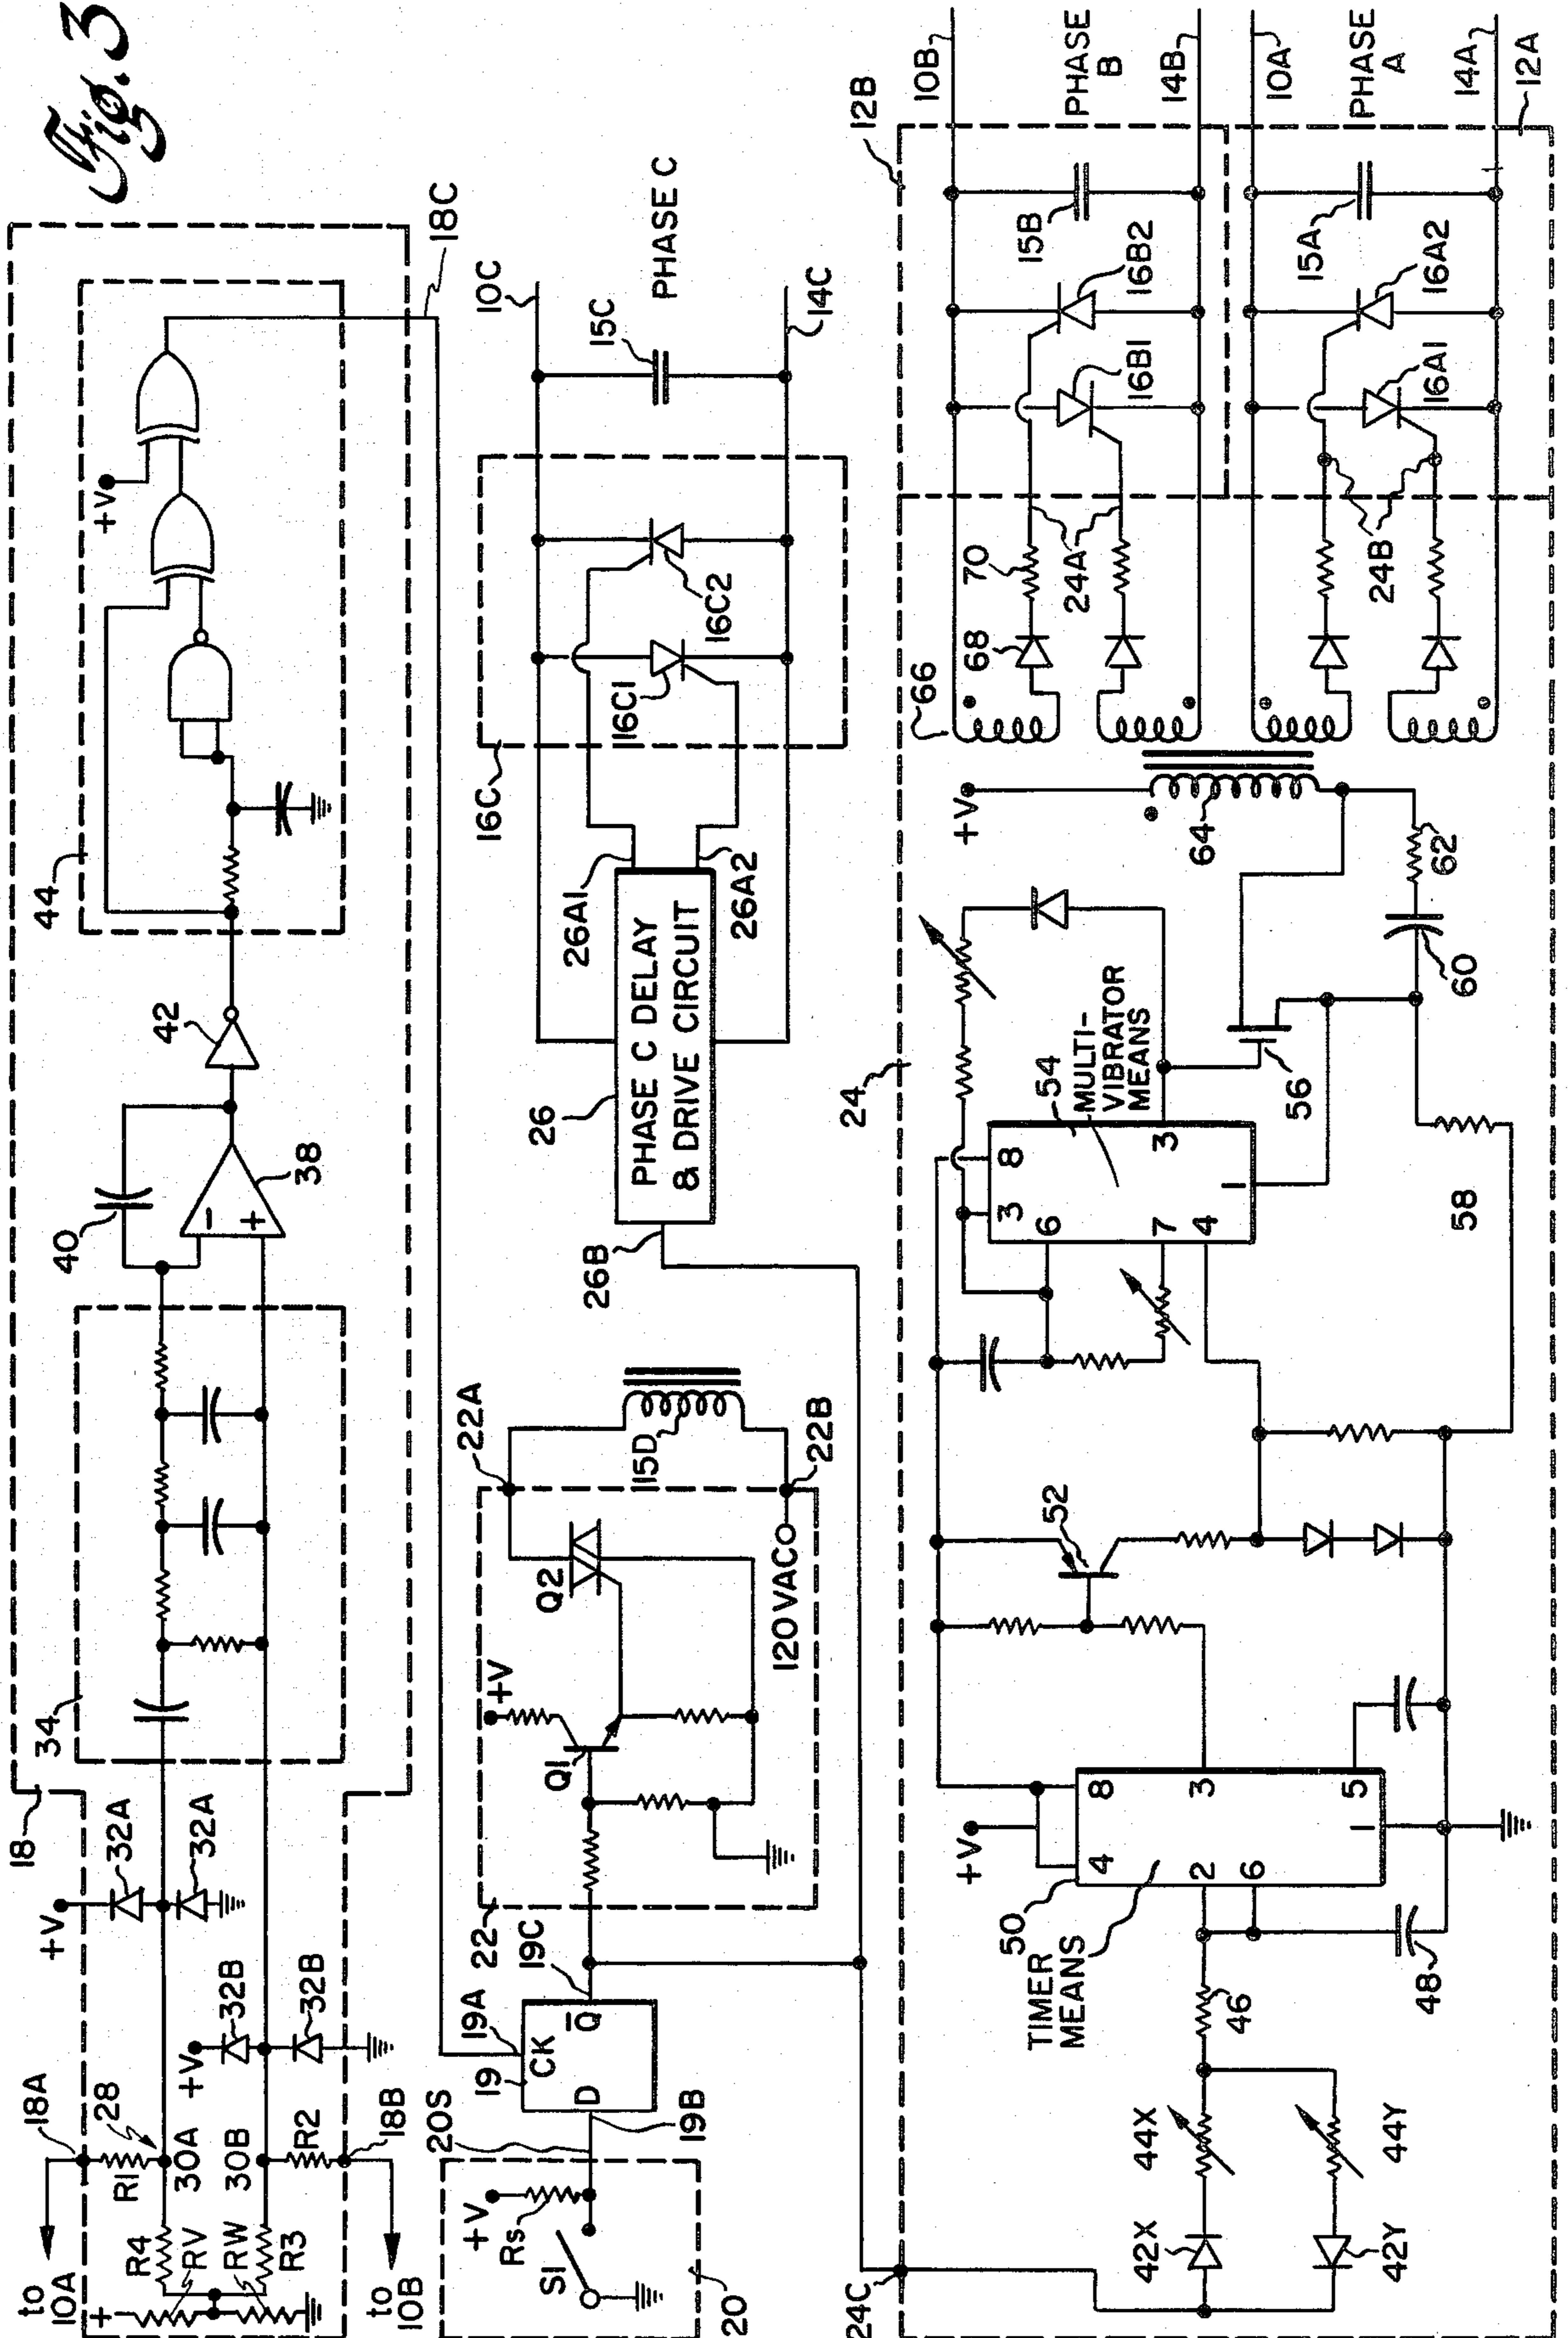 Fig. 3
18
34
44
40
42
38
+V
32A
32A
+V
+V
32B
32B
18A
28
R1
30A
30B
R2
18B
R4
RV
RW
R3
to 10A
+
to 10B
18C
22
22A
+V
Q1
Q2
115D
120VAC
22B
19
19A
CK
D
Q̄
19C
19B
20S
+V
Rs
S1
20
26
PHASE C DELAY
& DRIVE CIRCUIT
26A1
26A2
26B
16C
16C1
16C2
10C
15C
PHASE C
14C
24
24C
42X
44X
42Y
44Y
46
48
TIMER
MEANS
50
+V
4
8
2
6
3
5
1
52
54
MULTI-
VIBRATOR
MEANS
3
8
6
7
4
3
1
56
58
60
62
+V
64
66
68
70
24A
24B
12B
10B
15B
16B1
16B2
PHASE
B
14B
10A
15A
16A1
16A2
PHASE
A
14A
12A